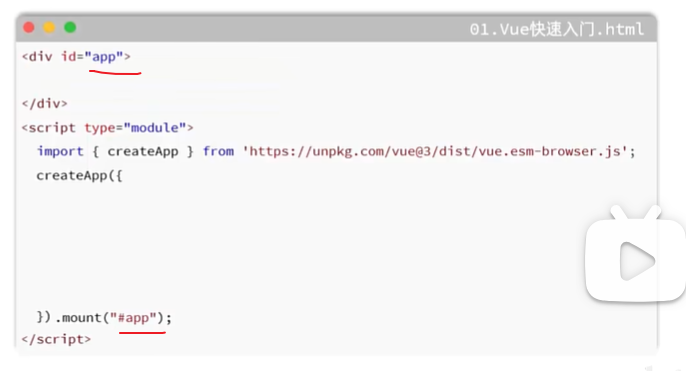 01.Vue快速入门.html
<div id="app">
</div>
<script type="module">
import { createApp } from 'https://unpkg.com/vue@3/dist/vue.esm-browser.js';
createApp({
}).mount("#app");
</script>